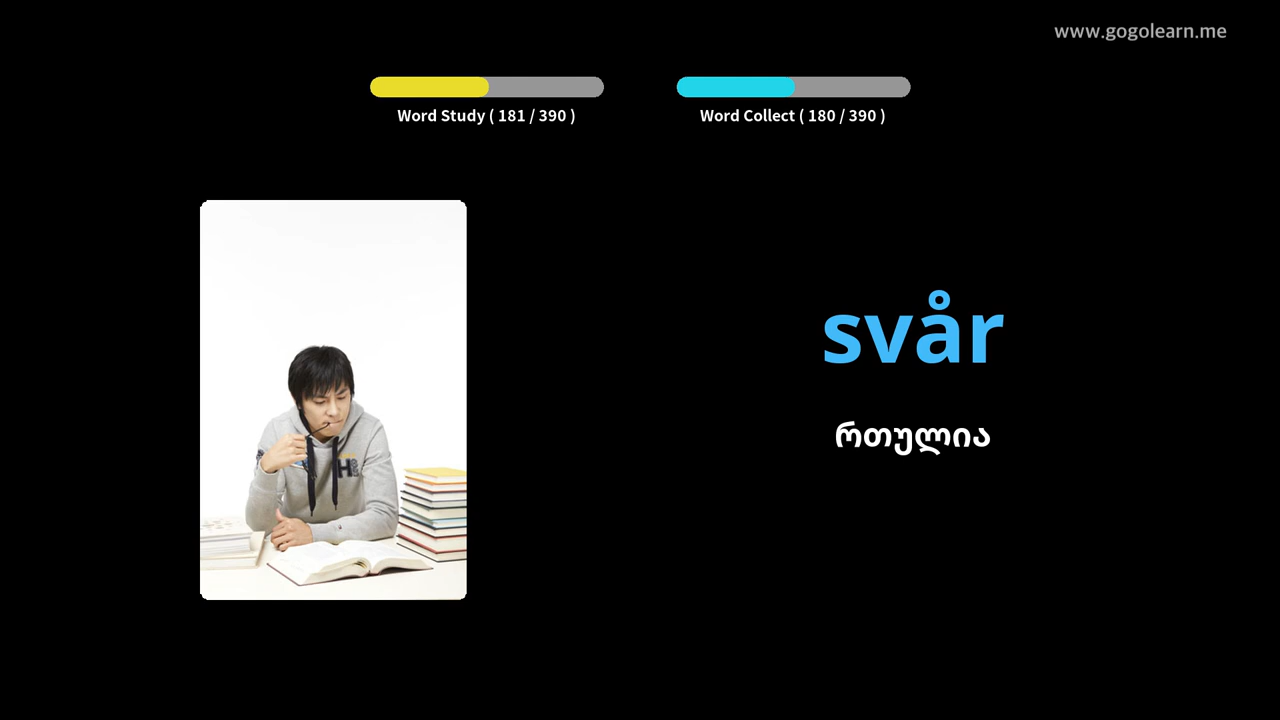 www.gogolearn.me
Word Study ( 181 / 390 )
Word Collect ( 180 / 390 )
svår
რთულია
H